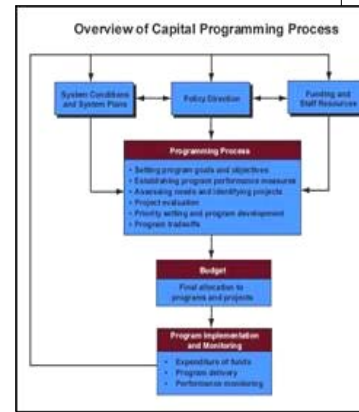 Overview of Capital Programming Process
System Conditions
and System Plans
Policy Direction
Funding and
Staff Resources
Programming Process
• Setting program goals and objectives
• Establishing program performance measures
• Assessing needs and identifying projects
• Project evaluation
• Priority setting and program development
• Program tradeoffs
Budget
Final allocation to
programs and projects
Program Implementation
and Monitoring
• Expenditure of funds
• Program delivery
• Performance monitoring